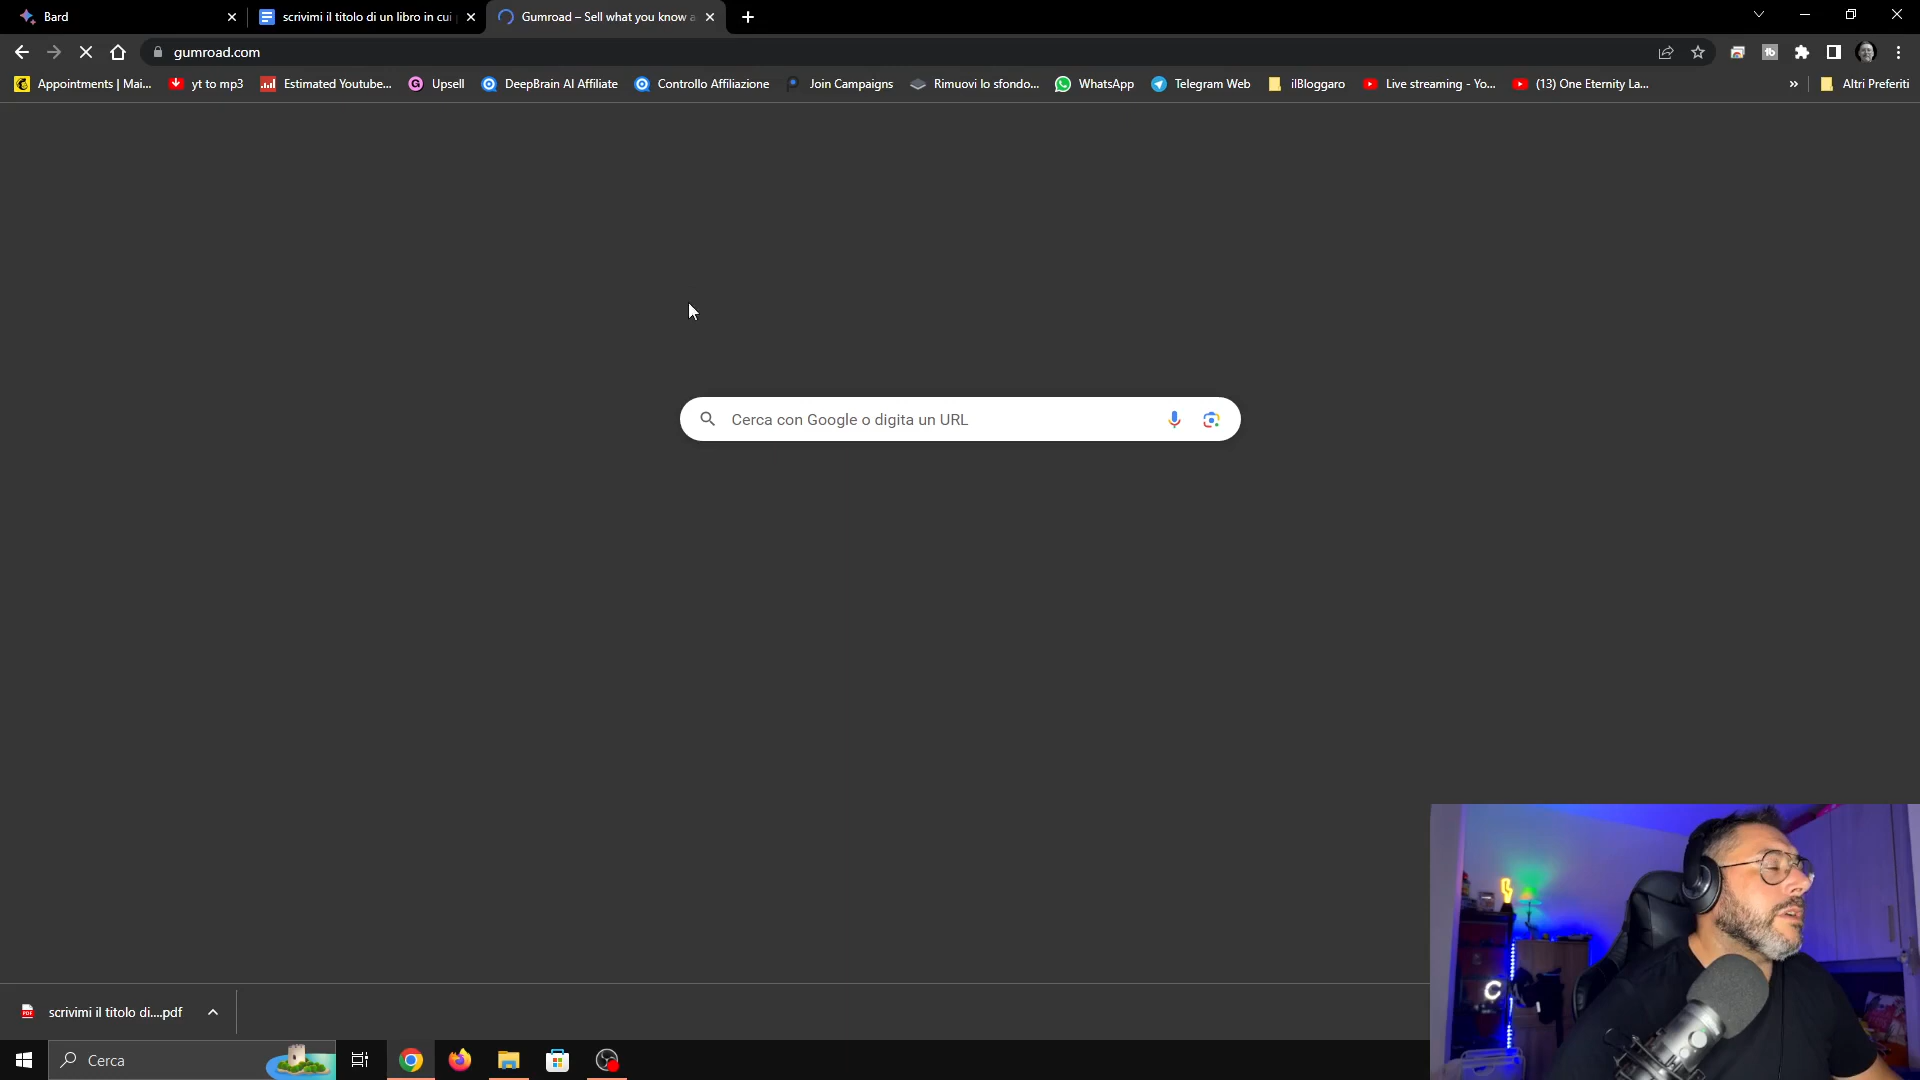 Bard
scrivimi il titolo di un libro in cui
Gumroad – Sell what you know a
gumroad.com
Appointments | Mai...
yt to mp3
Estimated Youtube...
Upsell
DeepBrain AI Affiliate
Controllo Affiliazione
Join Campaigns
Rimuovi lo sfondo...
WhatsApp
Telegram Web
ilBloggaro
Live streaming - Yo...
(13) One Eternity La...
»
Altri Preferiti
Cerca con Google o digita un URL
scrivimi il titolo di....pdf
Cerca